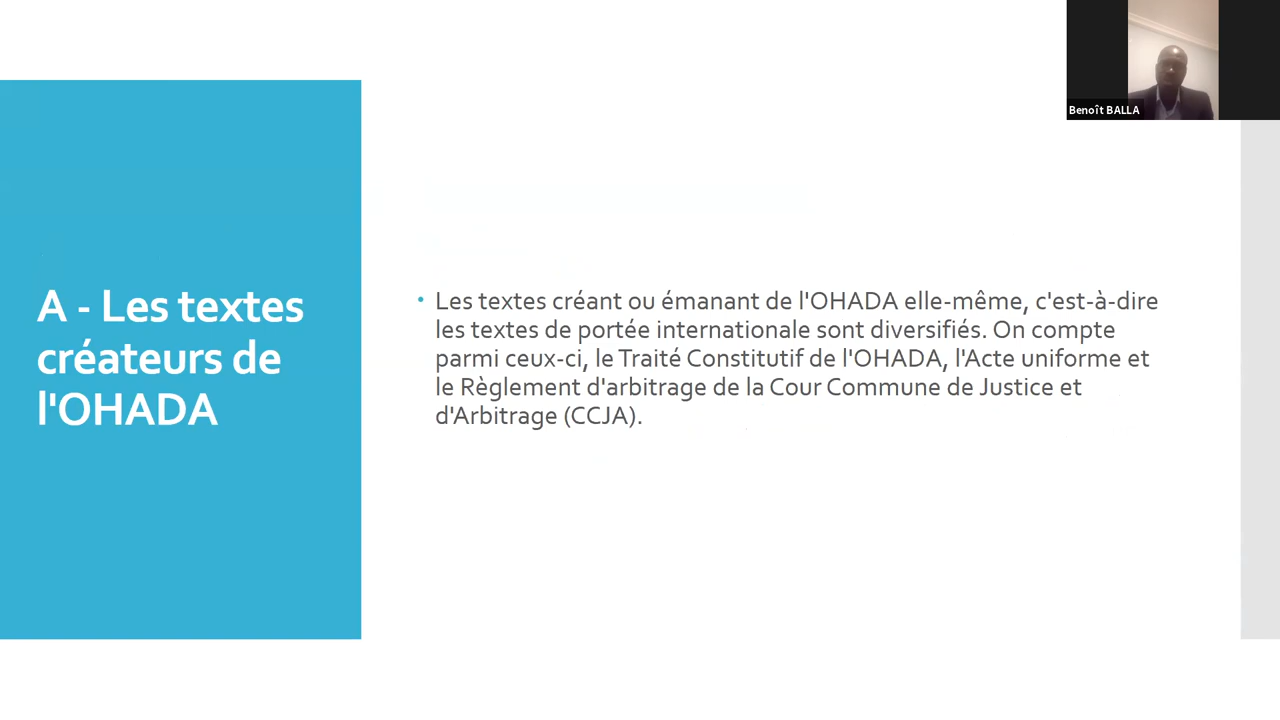 Benoît BALLA
A - Les textes
créateurs de
l'OHADA
• Les textes créant ou émanant de l'OHADA elle-même, c'est-à-dire
les textes de portée internationale sont diversifiés. On compte
parmi ceux-ci, le Traité Constitutif de l'OHADA, l'Acte uniforme et
le Règlement d'arbitrage de la Cour Commune de Justice et
d'Arbitrage (CCJA).